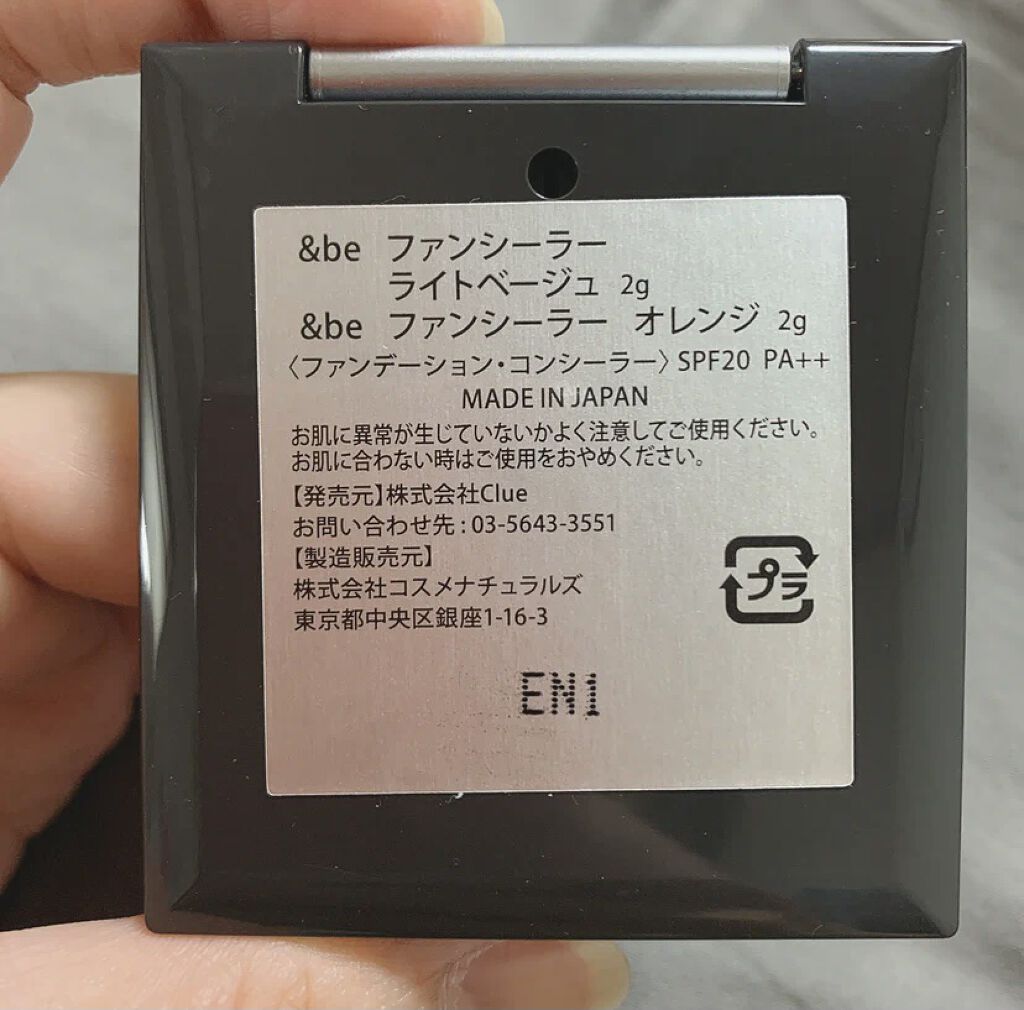 &be ファンシーラー
ライトベージュ 2g
&be ファンシーラー オレンジ 2g
〈ファンデーション・コンシーラー〉SPF20 PA++
MADE IN JAPAN
お肌に異常が生じていないかよく注意してご使用ください。
お肌に合わない時はご使用をおやめください。
【発売元】株式会社Clue
お問い合わせ先:03-5643-3551
【製造販売元】
株式会社コスメナチュラルズ
東京都中央区銀座1-16-3
プラ
EN1